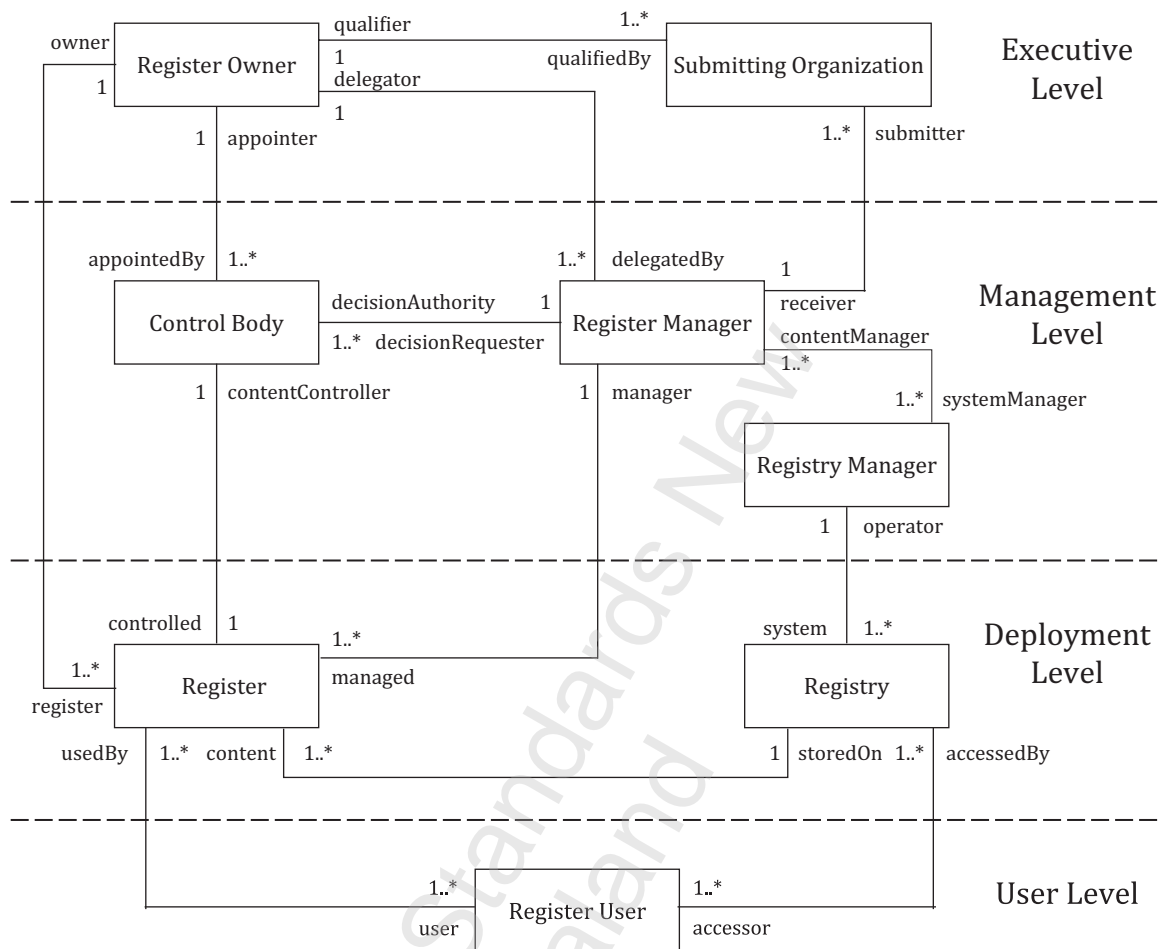 owner
1
Register Owner
qualifier
1
delegator
1
1..*
qualifiedBy
Submitting Organization
Executive
Level
1
appointer
1..*
submitter
appointedBy
1..*
1..*
delegatedBy
Control Body
decisionAuthority
1
1..*
decisionRequester
Register Manager
1
receiver
contentManager
1..*
Management
Level
1
contentController
1
manager
1..*
systemManager
Registry Manager
1
operator
controlled
1
1..*
managed
system
1..*
Deployment
Level
1..*
register
Register
Registry
usedBy
1..*
content
1..*
1
storedOn
1..*
accessedBy
1..*
user
Register User
1..*
accessor
User Level
Standards New
aland